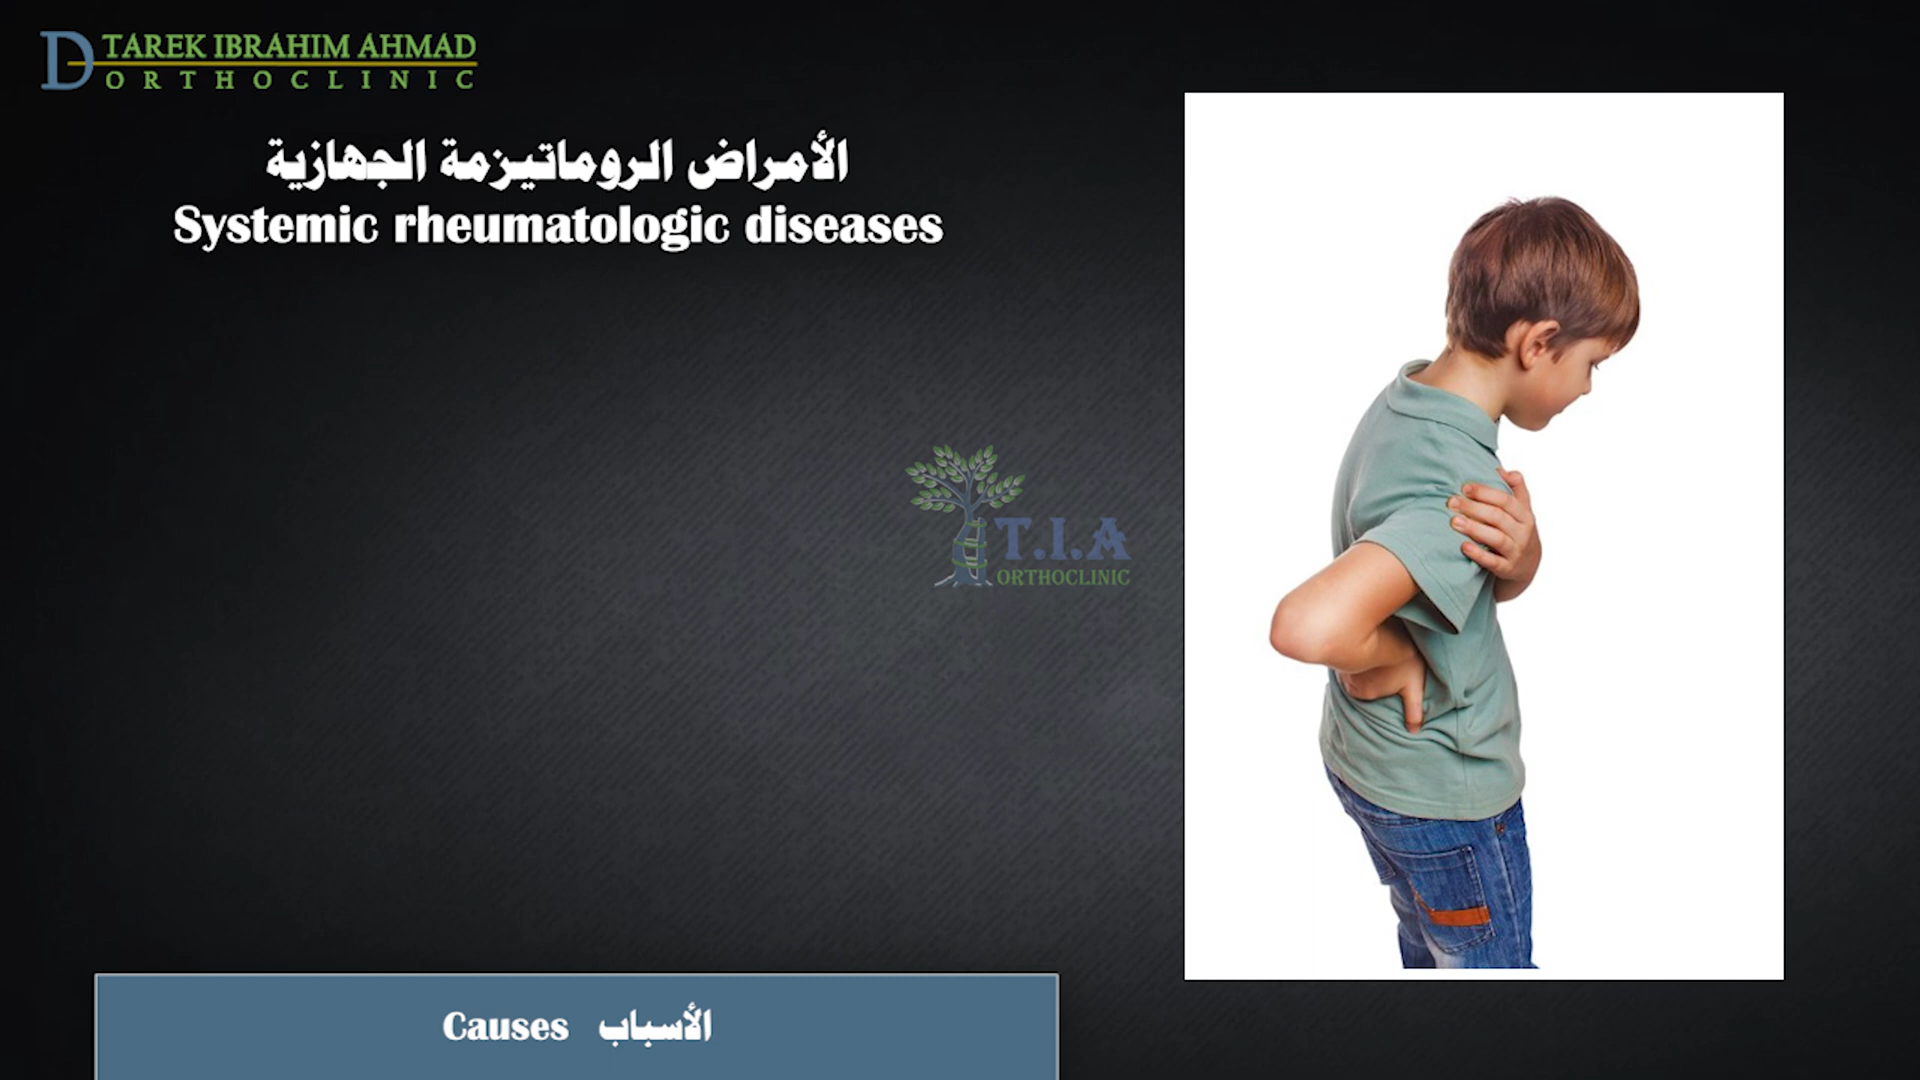 TAREK IBRAHIM AHMAD
ORTHOCLINIC
الأمراض الروماتيزمة الجهازية
Systemic rheumatologic diseases
T.I.A
ORTHOCLINIC
Causes الأسباب